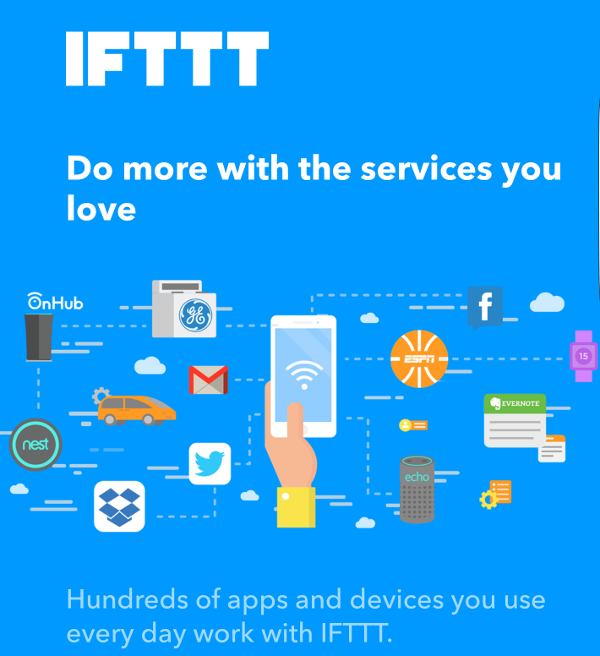 IFTTT
Do more with the services you
love
OnHub
GE
f
ESPN
15
EVERNOTE
nest
echo
Hundreds of apps and devices you use
every day work with IFTTT.